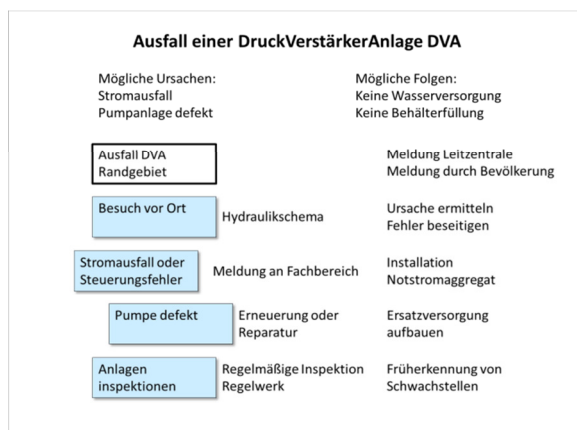 Ausfall einer DruckVerstärkerAnlage DVA
Mögliche Ursachen:
Stromausfall
Pumpanlage defekt
Mögliche Folgen:
Keine Wasserversorgung
Keine Behälterfüllung
Ausfall DVA
Randgebiet
Meldung Leitzentrale
Meldung durch Bevölkerung
Besuch vor Ort
Hydraulikschema
Ursache ermitteln
Fehler beseitigen
Stromausfall oder
Steuerungsfehler
Meldung an Fachbereich
Installation
Notstromaggregat
Pumpe defekt
Erneuerung oder
Reparatur
Ersatzversorgung
aufbauen
Anlagen
inspektionen
Regelmäßige Inspektion
Regelwerk
Früherkennung von
Schwachstellen